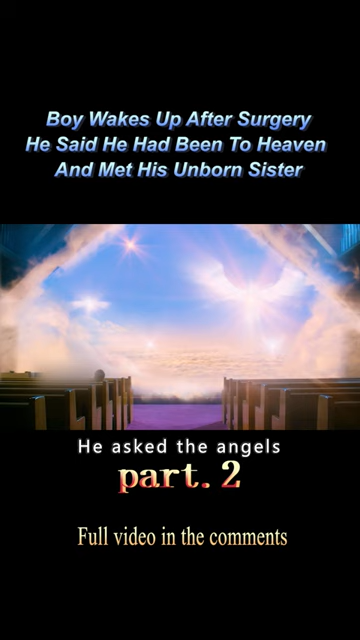 Boy Wakes Up After Surgery
He Said He Had Been To Heaven
And Met His Unborn Sister
He asked the angels
part.2
Full video in the comments